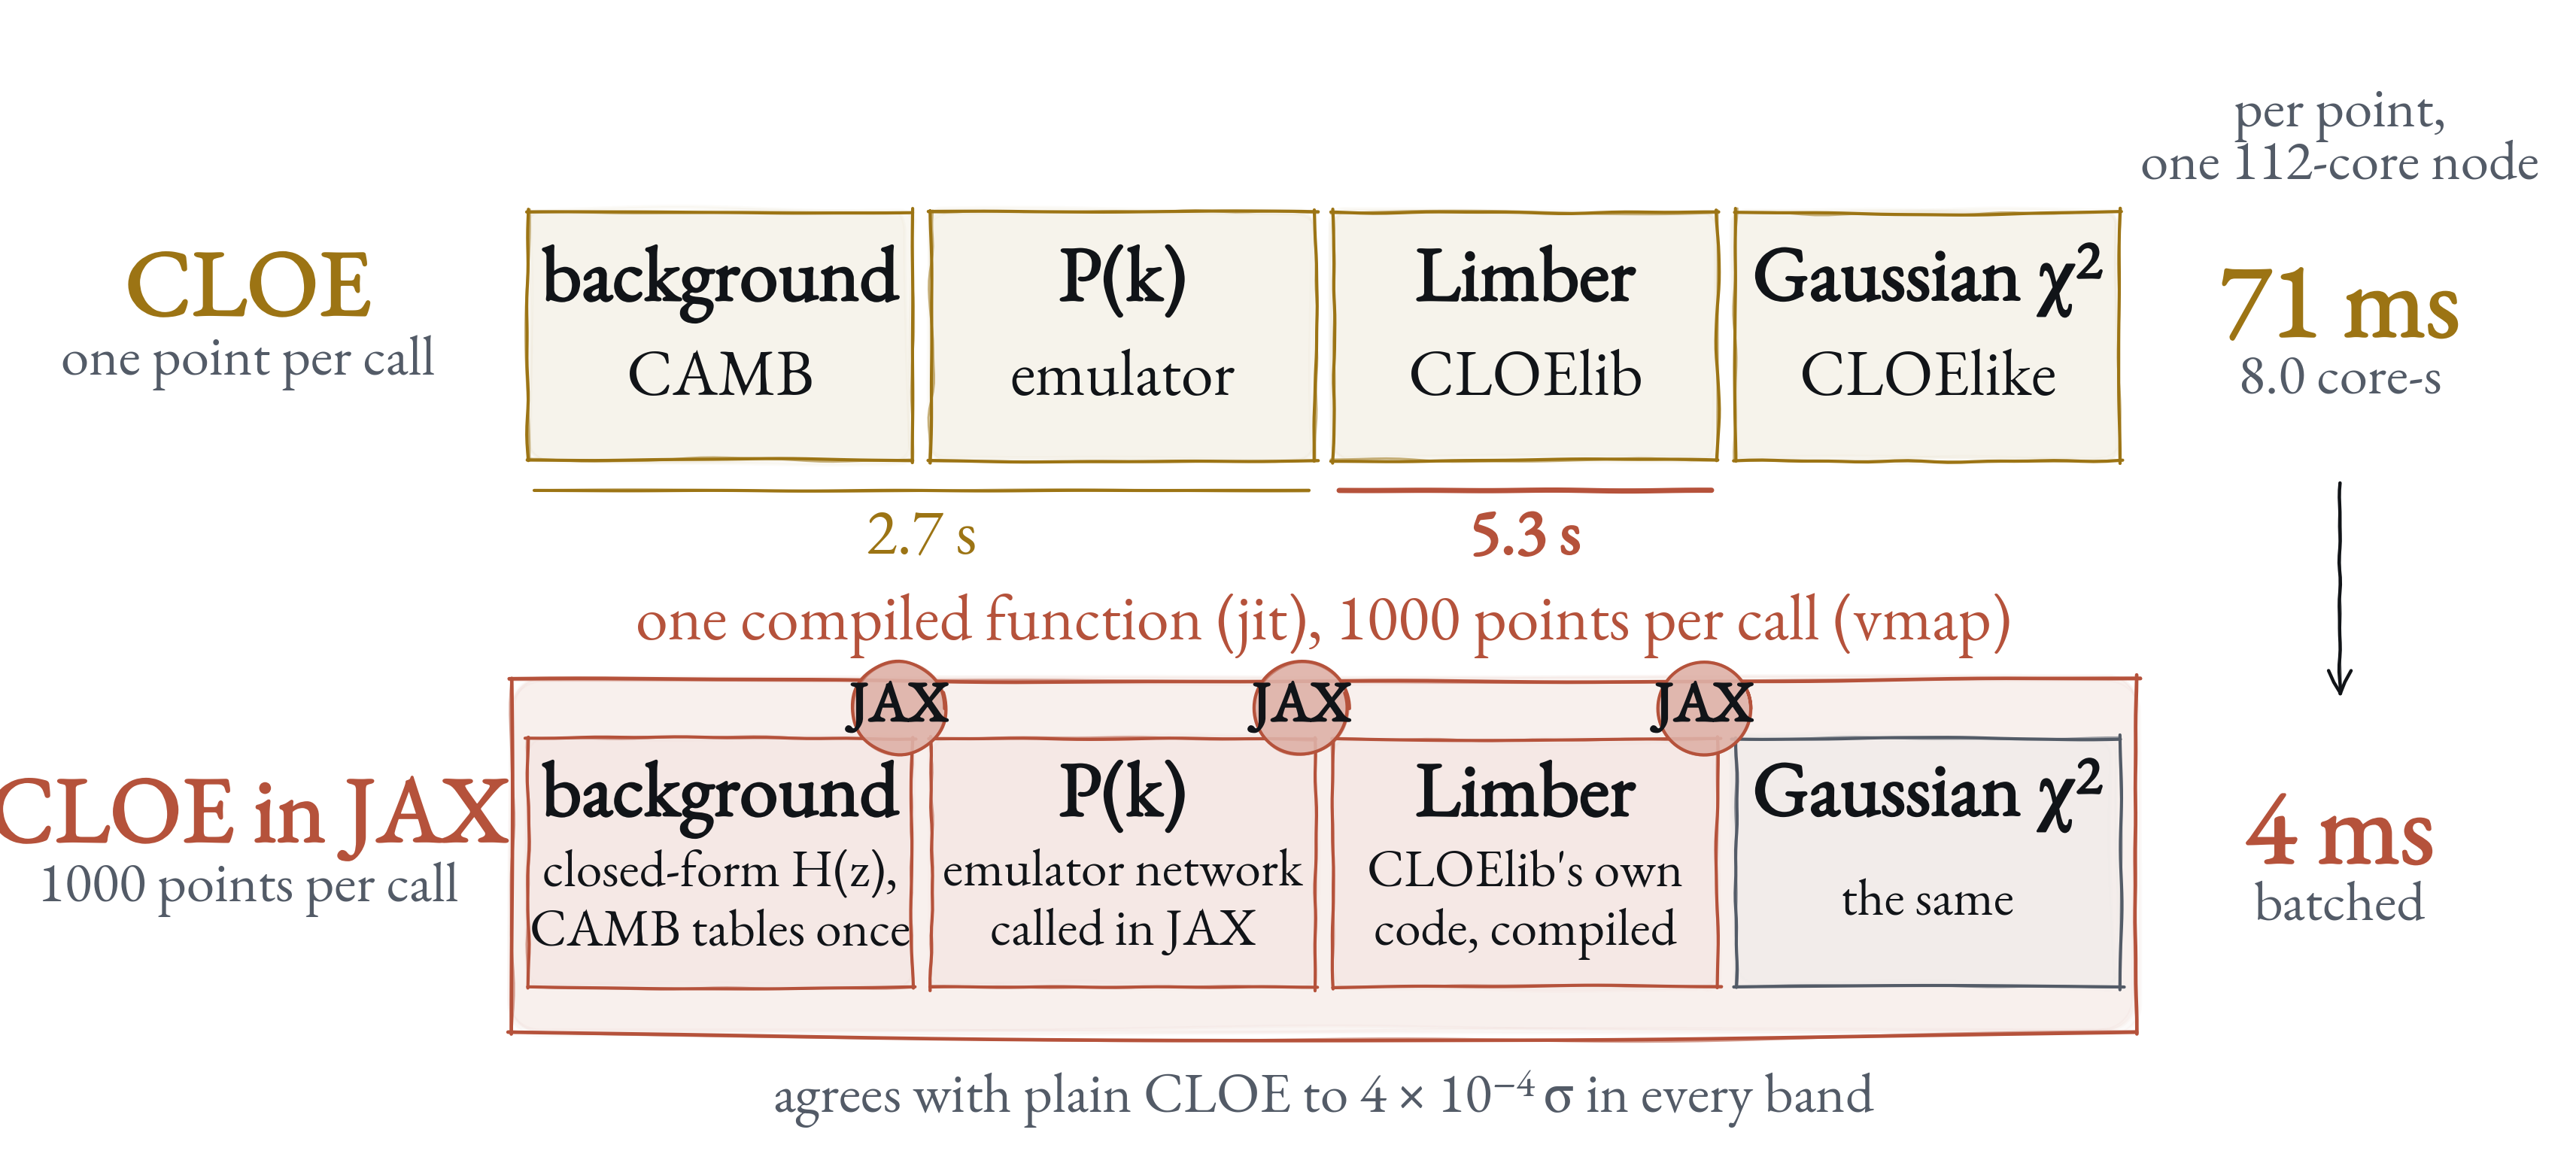 per point,
one 112-core node
CLOE
one point per call
background
CAMB
P(k)
emulator
Limber
CLOElib
Gaussian χ²
CLOElike
71 ms
8.0 core-s
2.7 s
5.3 s
one compiled function (jit), 1000 points per call (vmap)
JAX
JAX
JAX
CLOE in JAX
1000 points per call
background
closed-form H(z),
CAMB tables once
P(k)
emulator network
called in JAX
Limber
CLOElib's own
code, compiled
Gaussian χ²
the same
4 ms
batched
agrees with plain CLOE to 4 × 10⁻⁴ σ in every band